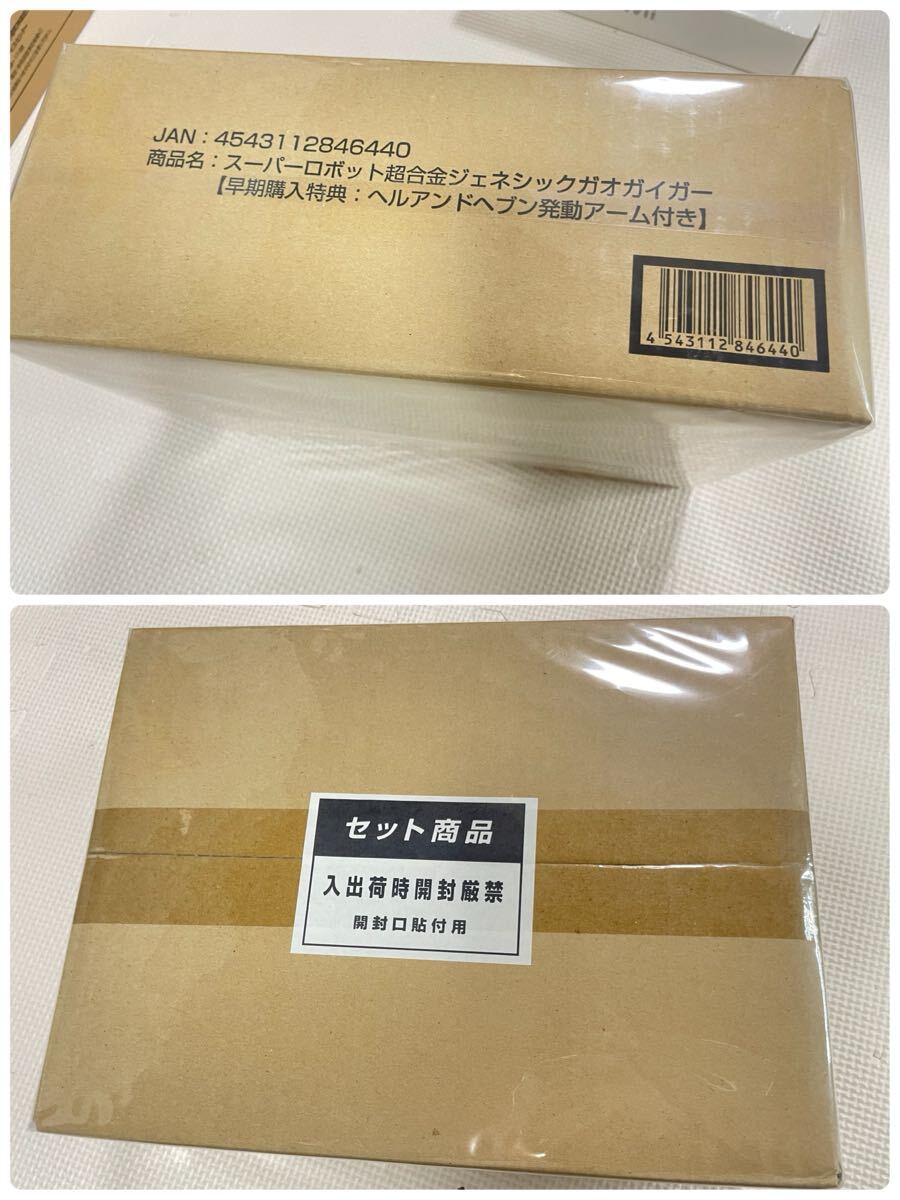 JAN：4543112846440
商品名：スーパーロボット超合金ジェネシックガオガイガー
【早期購入特典：ヘルアンドヘブン発動アーム付き】
4 543112 846440
セット商品
入出荷時開封厳禁
開封口貼付用